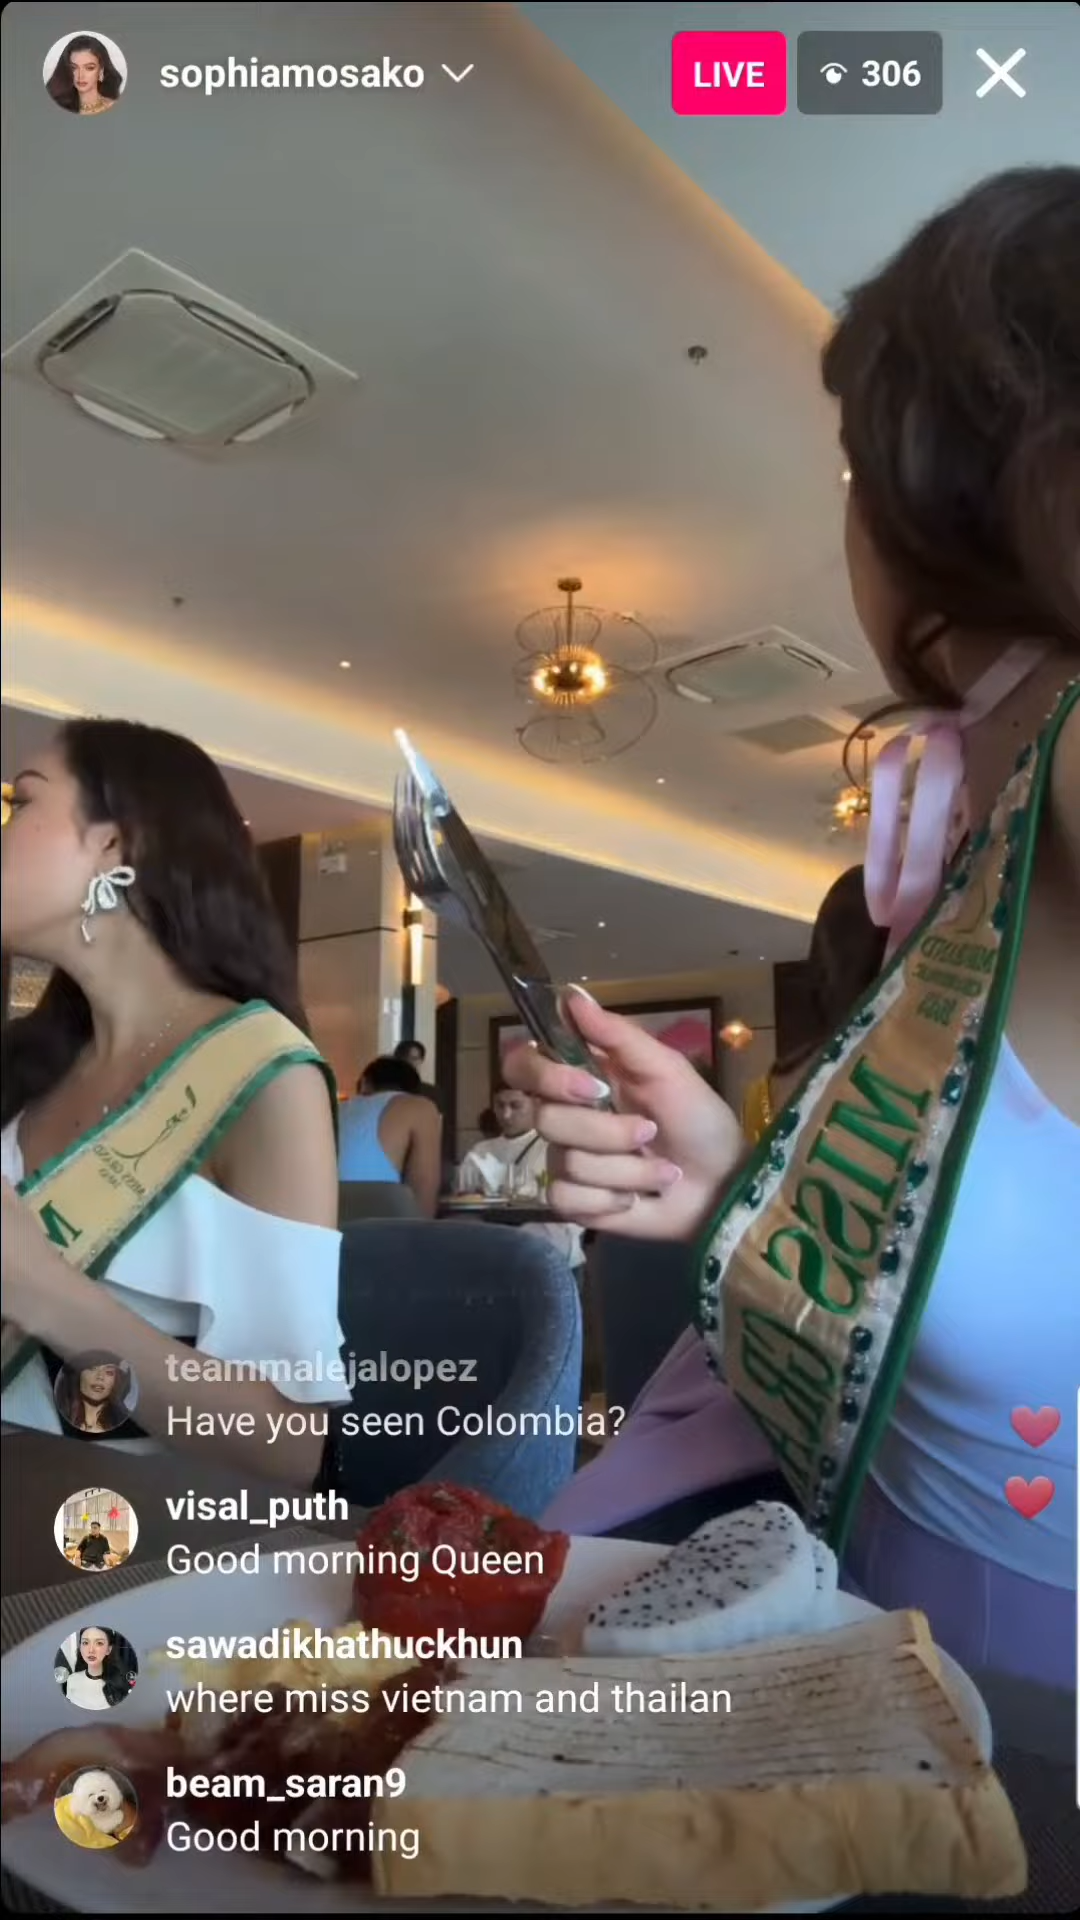 sophiamosako
LIVE
306
MISS
M
teammalejalopez
Have you seen Colombia?
visal_puth
Good morning Queen
sawadikhathuckhun
where miss vietnam and thailan
beam_saran9
Good morning